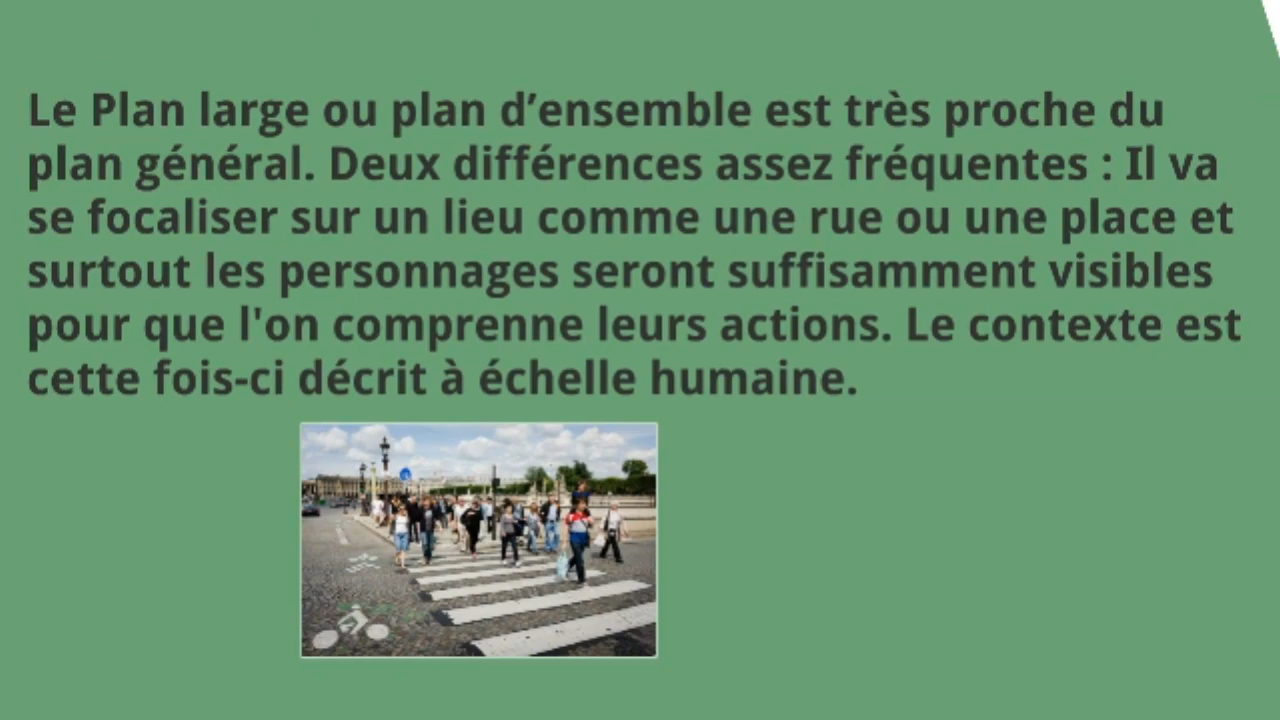 Le Plan large ou plan d’ensemble est très proche du
plan général. Deux différences assez fréquentes : Il va
se focaliser sur un lieu comme une rue ou une place et
surtout les personnages seront suffisamment visibles
pour que l'on comprenne leurs actions. Le contexte est
cette fois-ci décrit à échelle humaine.